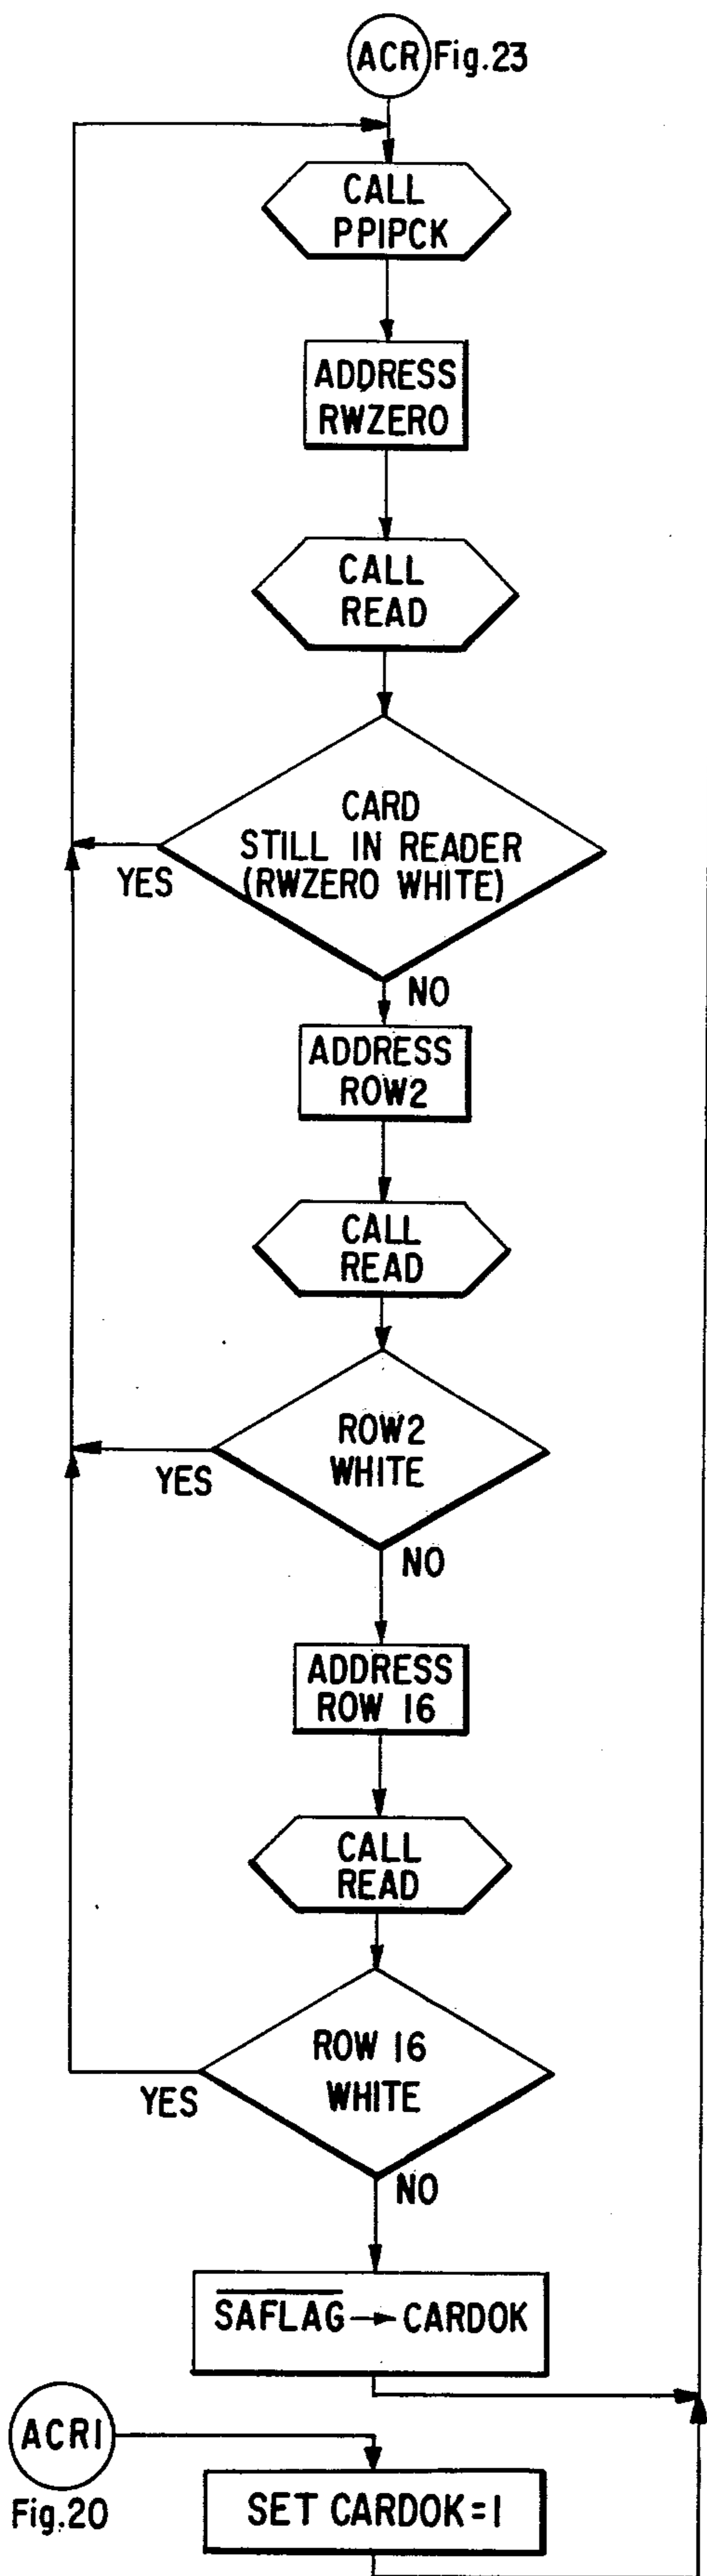 ACR Fig.23
CALL
PPIPCK
ADDRESS
RWZERO
CALL
READ
CARD
STILL IN READER
(RWZERO WHITE)
YES
NO
ADDRESS
ROW2
CALL
READ
ROW2
WHITE
YES
NO
ADDRESS
ROW 16
CALL
READ
ROW 16
WHITE
YES
NO
SAFLAG → CARDOK
ACR1
Fig.20
SET CARDOK=1